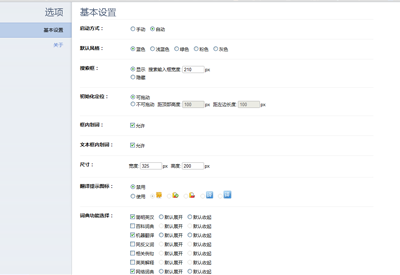 选项
基本设置
关于
基本设置
启动方式： 手动 自动
默认风格： 蓝色 浅蓝色 绿色 粉色 灰色
搜索框： 显示 搜索输入框宽度 210 px
隐藏
初始化定位： 可拖动
不可拖动 距顶部高度 100 px 距左边长度 100 px
框内划词： 允许
文本框内划词： 允许
尺寸： 宽度 325 px 高度 200 px
翻译提示图标： 禁用
使用
词典功能选择： 简明英汉 默认展开 默认收起
百科词典 默认展开 默认收起
机器翻译 默认展开 默认收起
同反义词 默认展开 默认收起
相关例句 默认展开 默认收起
英英解释 默认展开 默认收起
网络词典 默认展开 默认收起